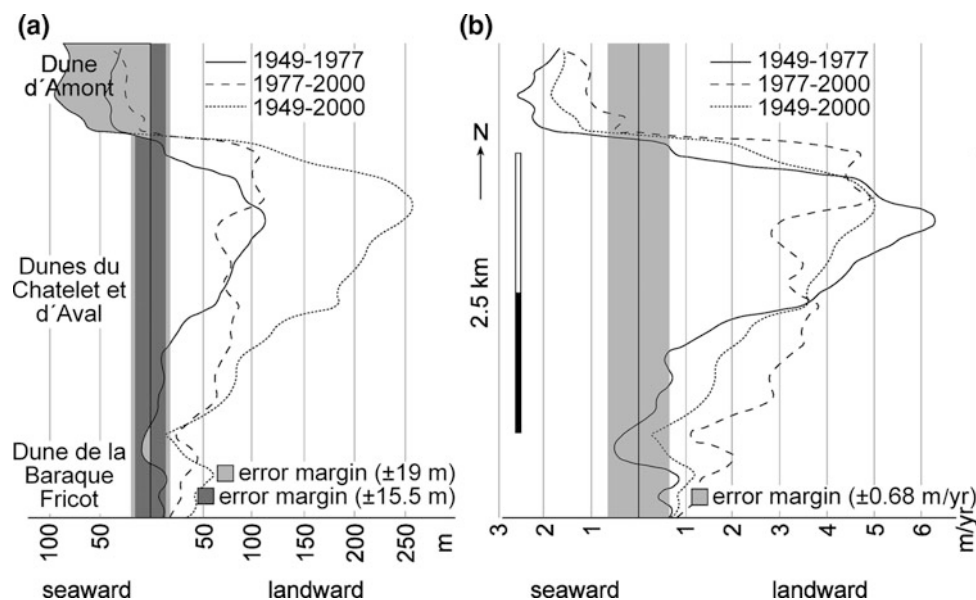 (a)
Dune
d´Amont
1949-1977
1977-2000
1949-2000
Dunes du
Chatelet et
d´Aval
Dune de la
Baraque
Fricot
error margin (±19 m)
error margin (±15.5 m)
100
50
50
100
150
200
250
m
seaward
landward
(b)
1949-1977
1977-2000
1949-2000
N
2.5 km
error margin (±0.68 m/yr)
3
2
1
1
2
3
4
5
6
m/yr
seaward
landward